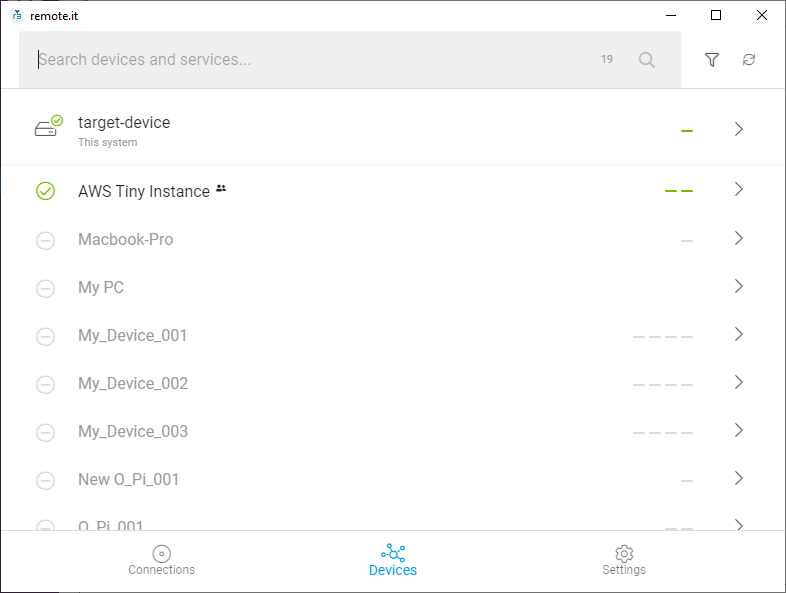 remote.it
Search devices and services... 19
target-device
This system
AWS Tiny Instance
Macbook-Pro
My PC
My_Device_001
My_Device_002
My_Device_003
New O_Pi_001
O_Pi_001
Connections
Devices
Settings